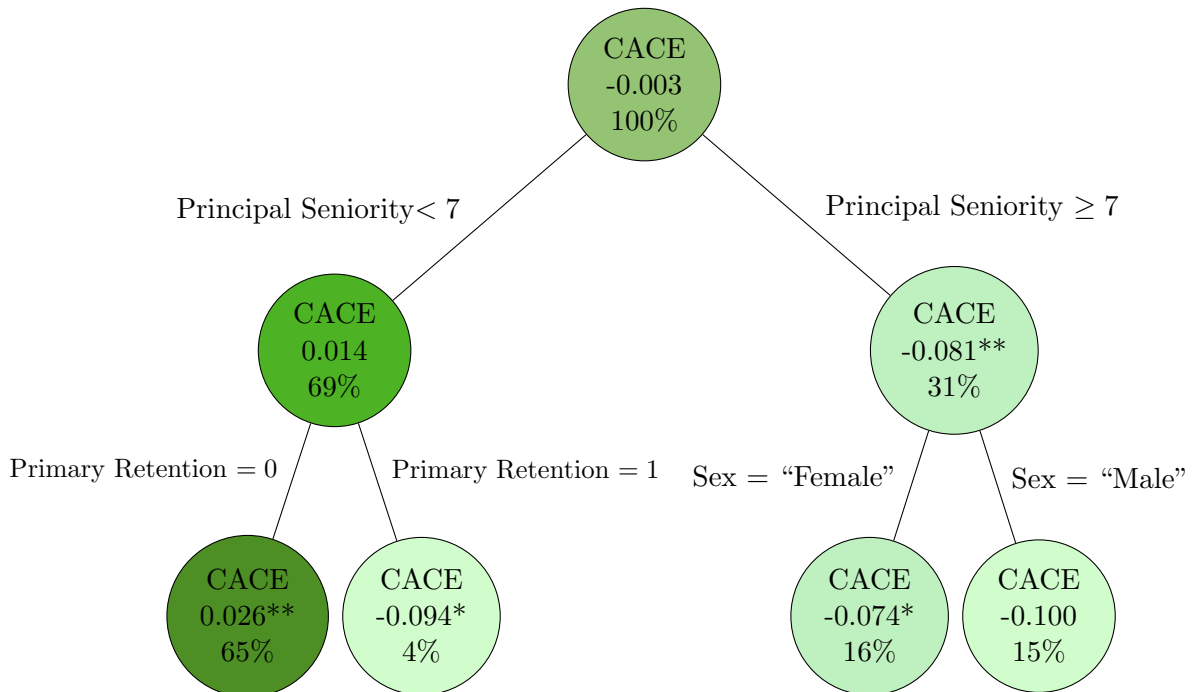 CACE
-0.003
100%
Principal Seniority< 7
Principal Seniority ≥ 7
CACE
0.014
69%
CACE
-0.081**
31%
Primary Retention = 0
Primary Retention = 1
Sex = “Female”
Sex = “Male”
CACE
0.026**
65%
CACE
-0.094*
4%
CACE
-0.074*
16%
CACE
-0.100
15%